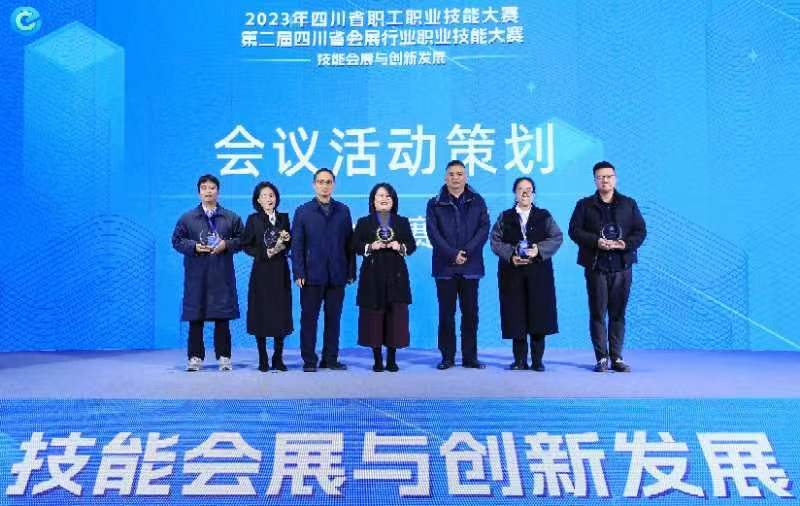 2023年四川省职工职业技能大赛
第二届四川省会展行业职业技能大赛
技能会展与创新发展
会议活动策划
赛
技能会展与创新发展